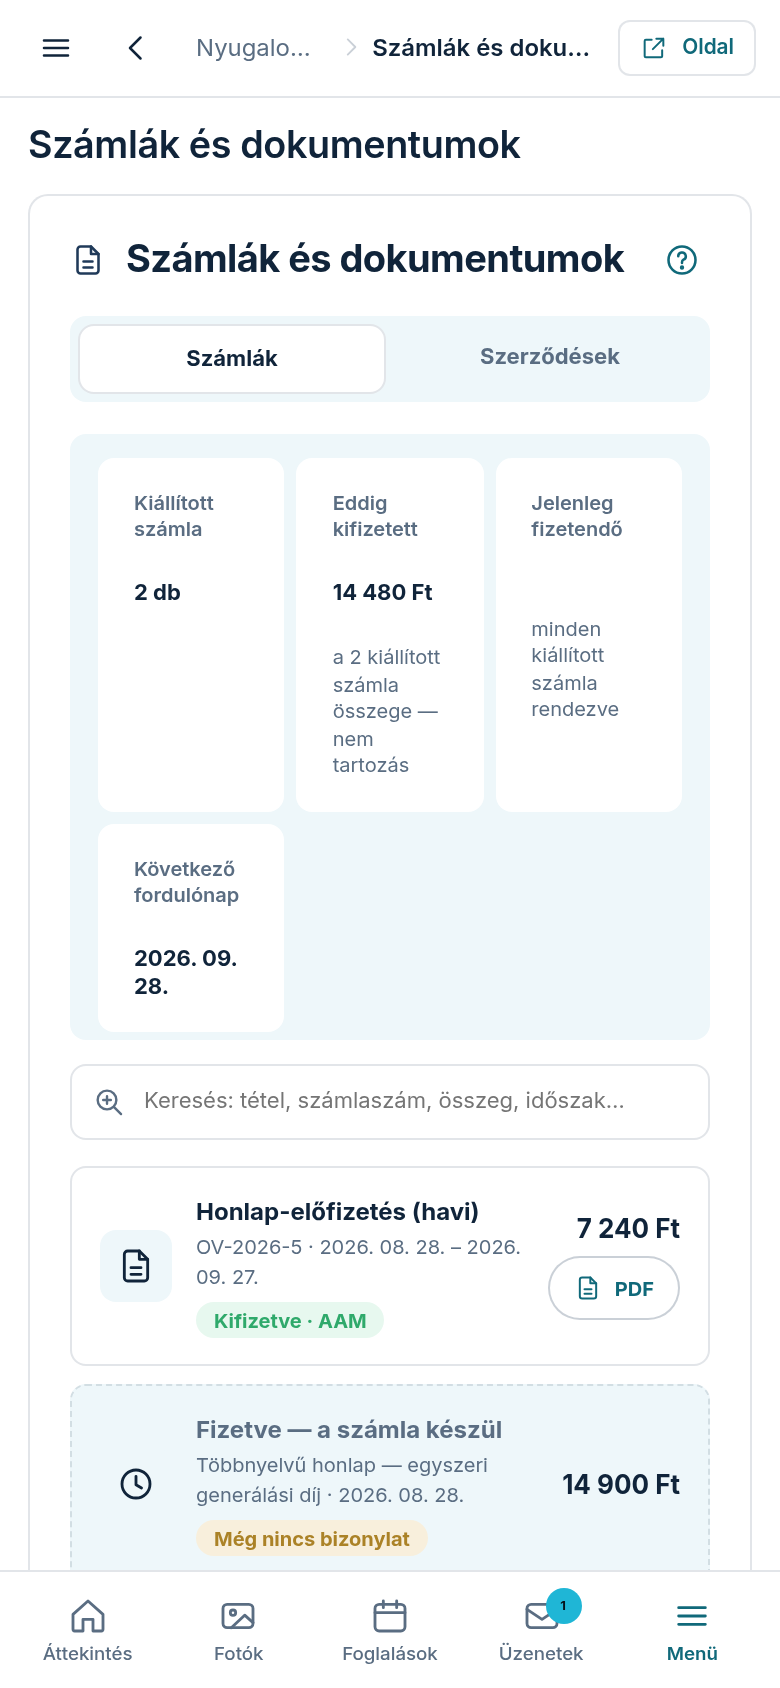 Nyugalo...
Számlák és doku...
Oldal
Számlák és dokumentumok
Számlák és dokumentumok
Számlák
Szerződések
Kiállított
számla
2 db
Eddig
kifizetett
14 480 Ft
a 2 kiállított
számla
összege —
nem
tartozás
Jelenleg
fizetendő
minden
kiállított
számla
rendezve
Következő
fordulónap
2026. 09.
28.
Keresés: tétel, számlaszám, összeg, időszak...
Honlap-előfizetés (havi)
OV-2026-5 · 2026. 08. 28. – 2026.
09. 27.
Kifizetve · AAM
7 240 Ft
PDF
Fizetve — a számla készül
Többnyelvű honlap — egyszeri
generálási díj · 2026. 08. 28.
Még nincs bizonylat
14 900 Ft
Áttekintés
Fotók
Foglalások
1
Üzenetek
Menü